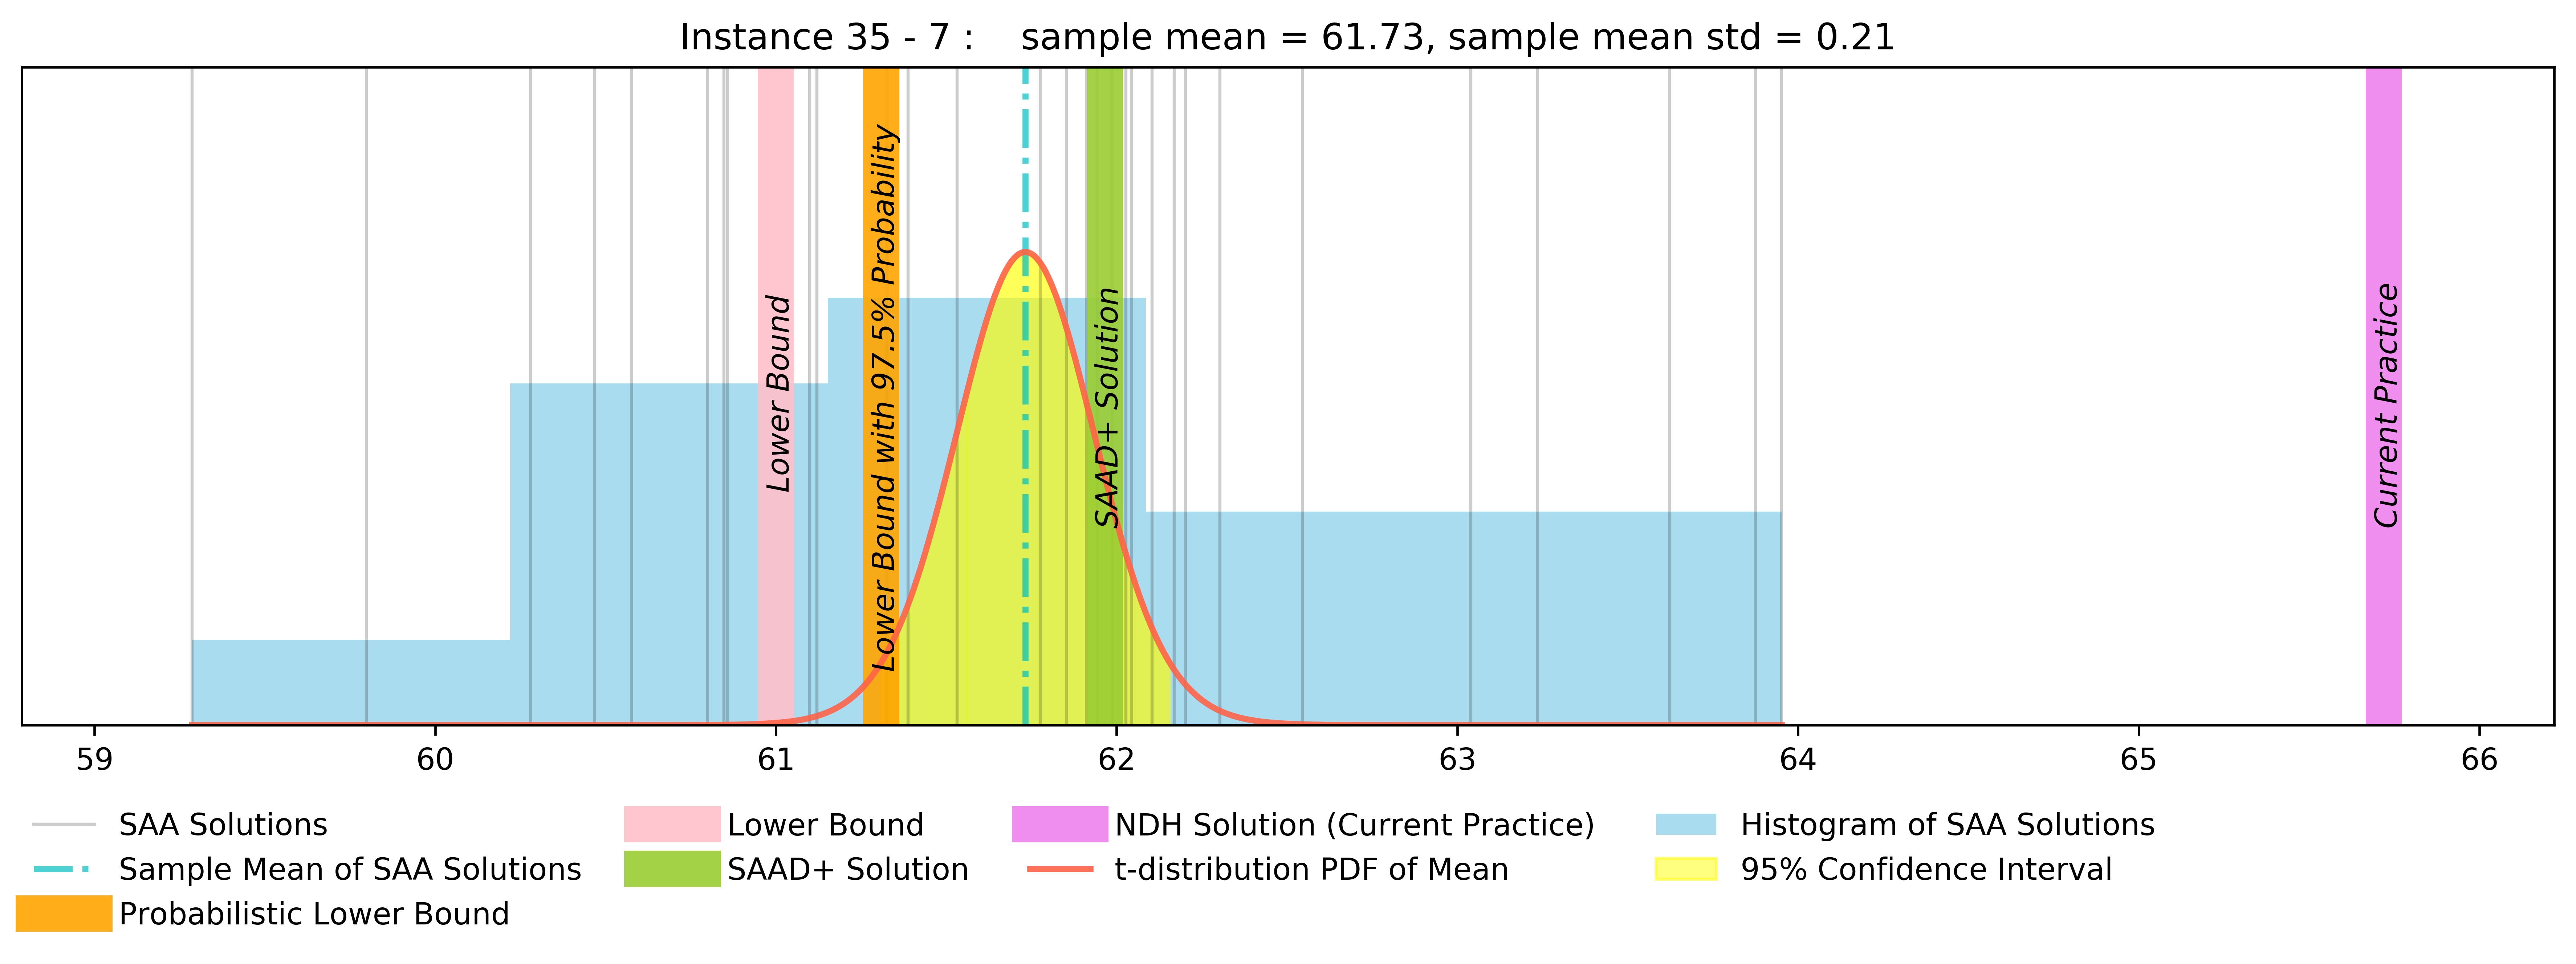 Instance 35 - 7 :    sample mean = 61.73, sample mean std = 0.21
Lower Bound
Lower Bound with 97.5% Probability
SAAD+ Solution
Current Practice
59 60 61 62 63 64 65 66
SAA Solutions
Sample Mean of SAA Solutions
Probabilistic Lower Bound
Lower Bound
SAAD+ Solution
NDH Solution (Current Practice)
t-distribution PDF of Mean
Histogram of SAA Solutions
95% Confidence Interval